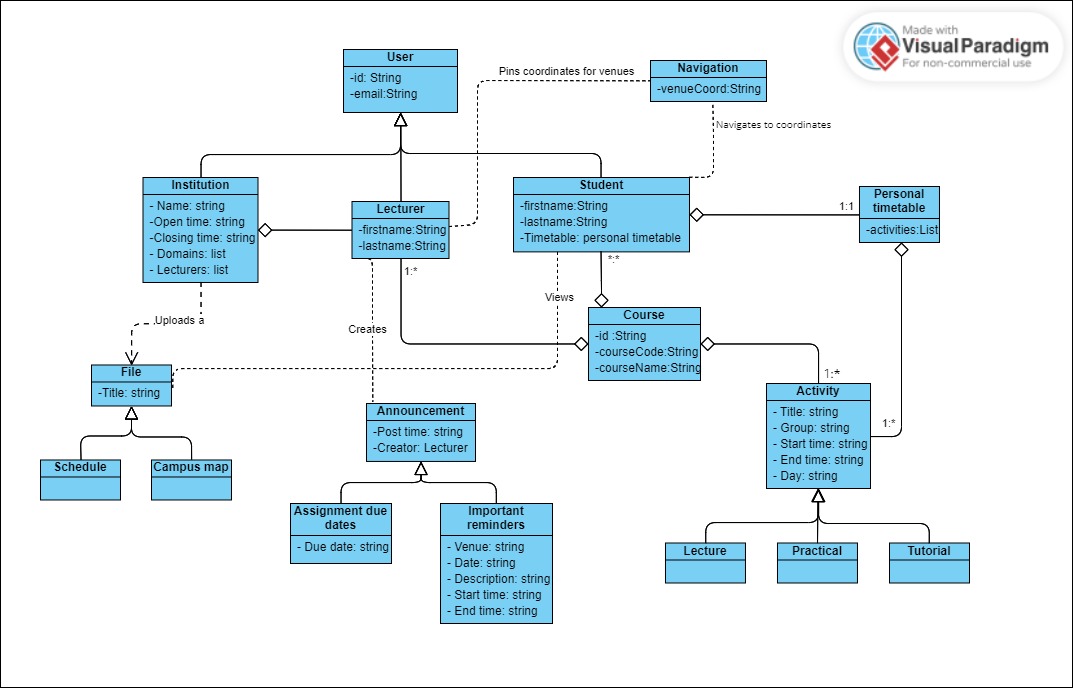 Made with
Visual Paradigm
For non-commercial use
User
-id: String
-email:String
Pins coordinates for venues
Navigation
-venueCoord:String
Navigates to coordinates
Institution
- Name: string
-Open time: string
-Closing time: string
- Domains: list
- Lecturers: list
Lecturer
-firstname:String
-lastname:String
1:*
Student
-firstname:String
-lastname:String
-Timetable: personal timetable
*:*
1:1
Personal
timetable
-activities:List
Views
Uploads a
Creates
Course
-id :String
-courseCode:String
-courseName:String
1:*
File
-Title: string
Schedule
Campus map
Announcement
-Post time: string
-Creator: Lecturer
Activity
- Title: string
- Group: string
- Start time: string
- End time: string
- Day: string
1:*
Assignment due
dates
- Due date: string
Important
reminders
- Venue: string
- Date: string
- Description: string
- Start time: string
- End time: string
Lecture
Practical
Tutorial